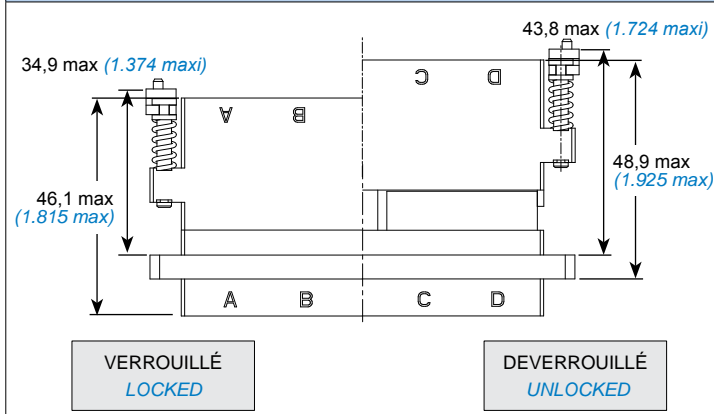 43,8 max (1.724 maxi)
34,9 max (1.374 maxi)
C D
A B
48,9 max
(1.925 max)
46,1 max
(1.815 max)
A B C D
VERROUILLÉ
LOCKED
DEVERROUILLÉ
UNLOCKED